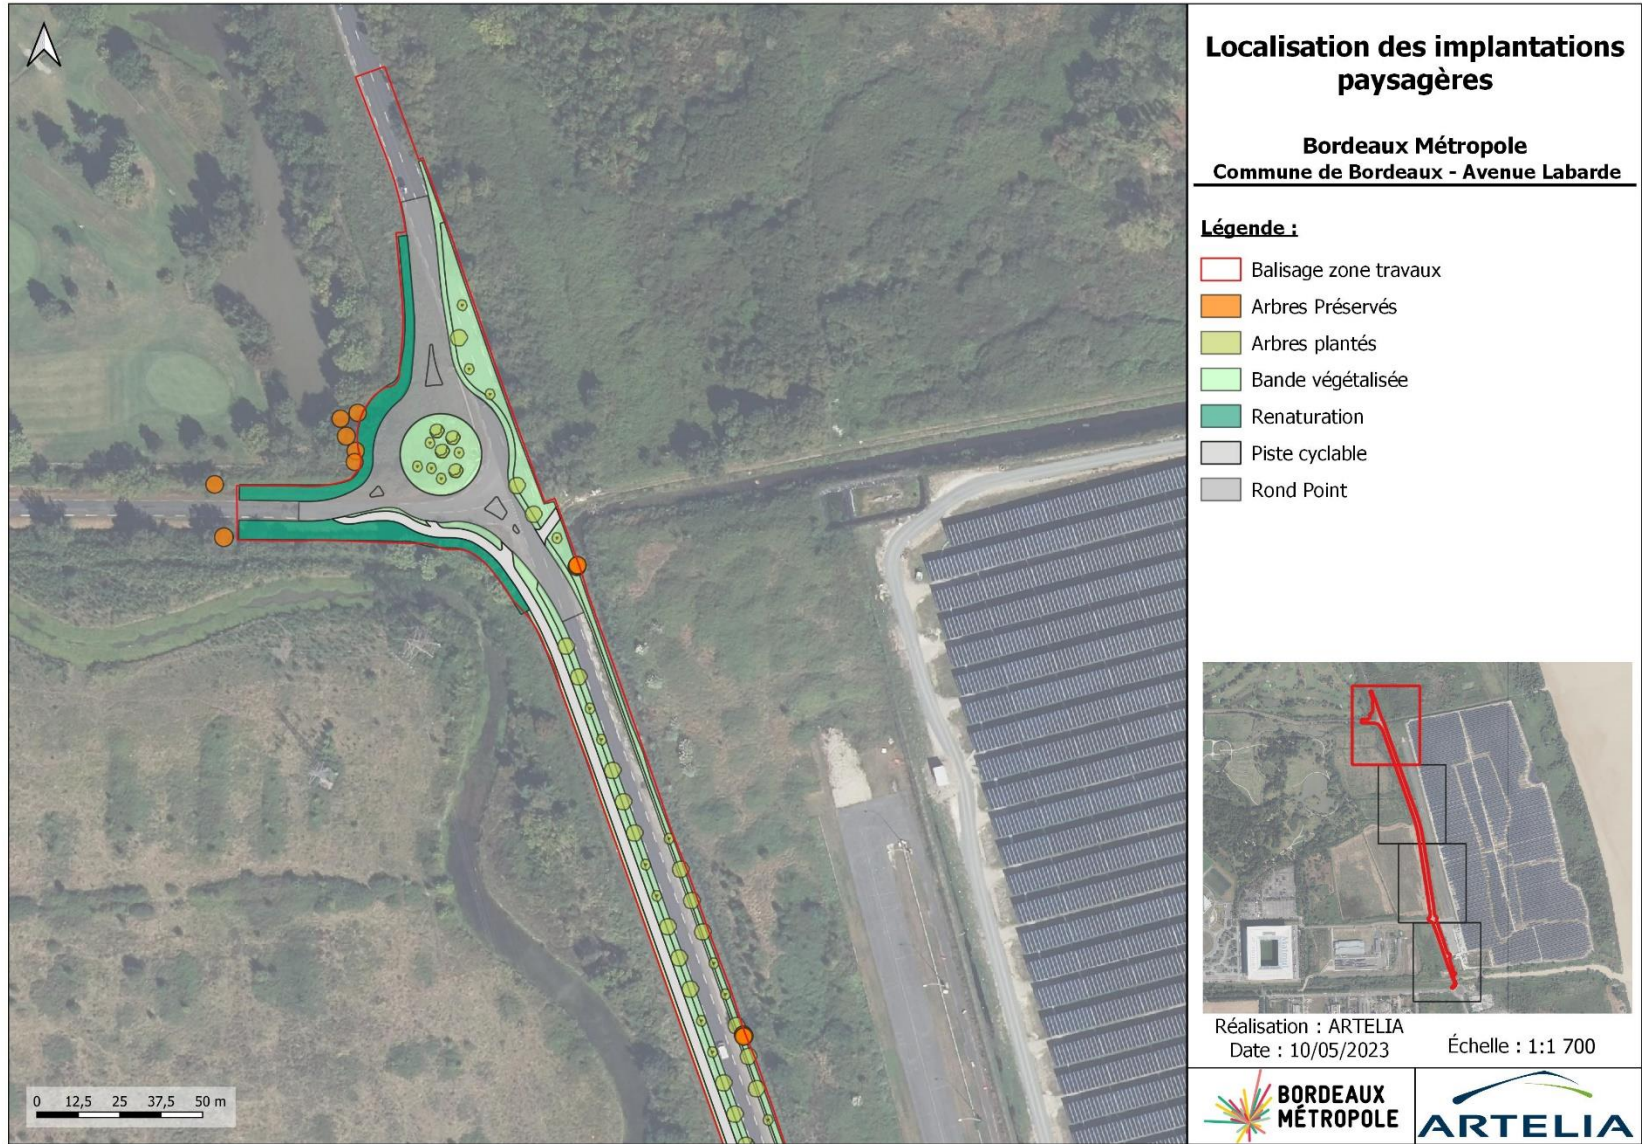 Localisation des implantations
paysagères
Bordeaux Métropole
Commune de Bordeaux - Avenue Labarde
Légende :
Balisage zone travaux
Arbres Préservés
Arbres plantés
Bande végétalisée
Renaturation
Piste cyclable
Rond Point
Réalisation : ARTELIA
Date : 10/05/2023
Échelle : 1:1 700
0 12,5 25 37,5 50 m
BORDEAUX
MÉTROPOLE
ARTELIA